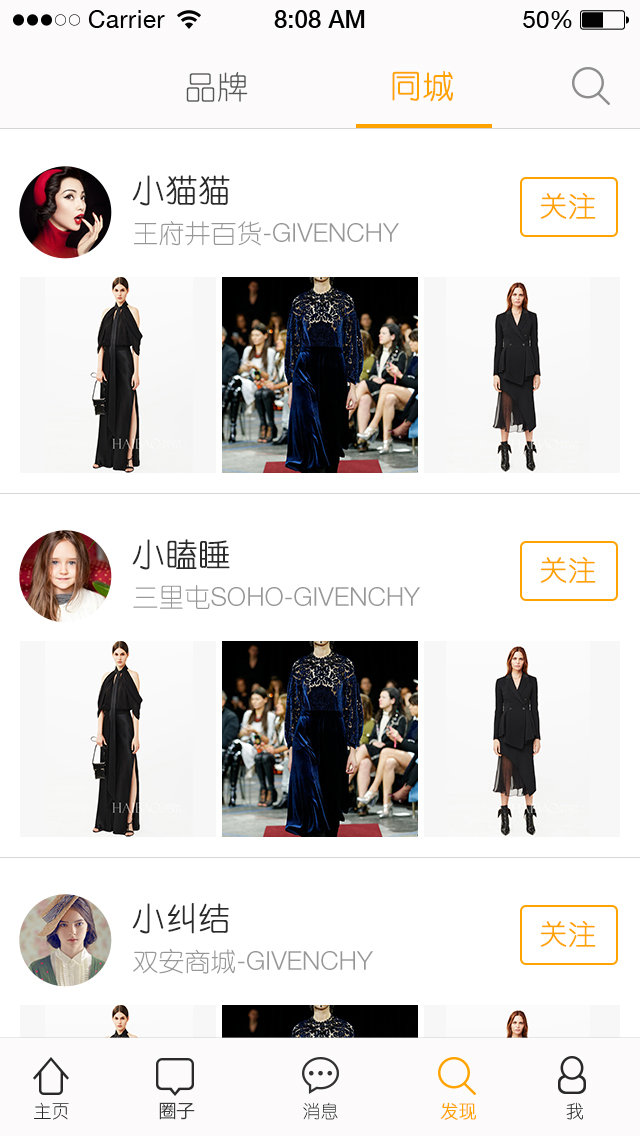 Carrier 8:08 AM 50%
品牌 同城
小猫猫
关注
王府井百货-GIVENCHY
小瞌睡
关注
三里屯SOHO-GIVENCHY
小纠结
关注
双安商城-GIVENCHY
主页 圈子 消息 发现 我